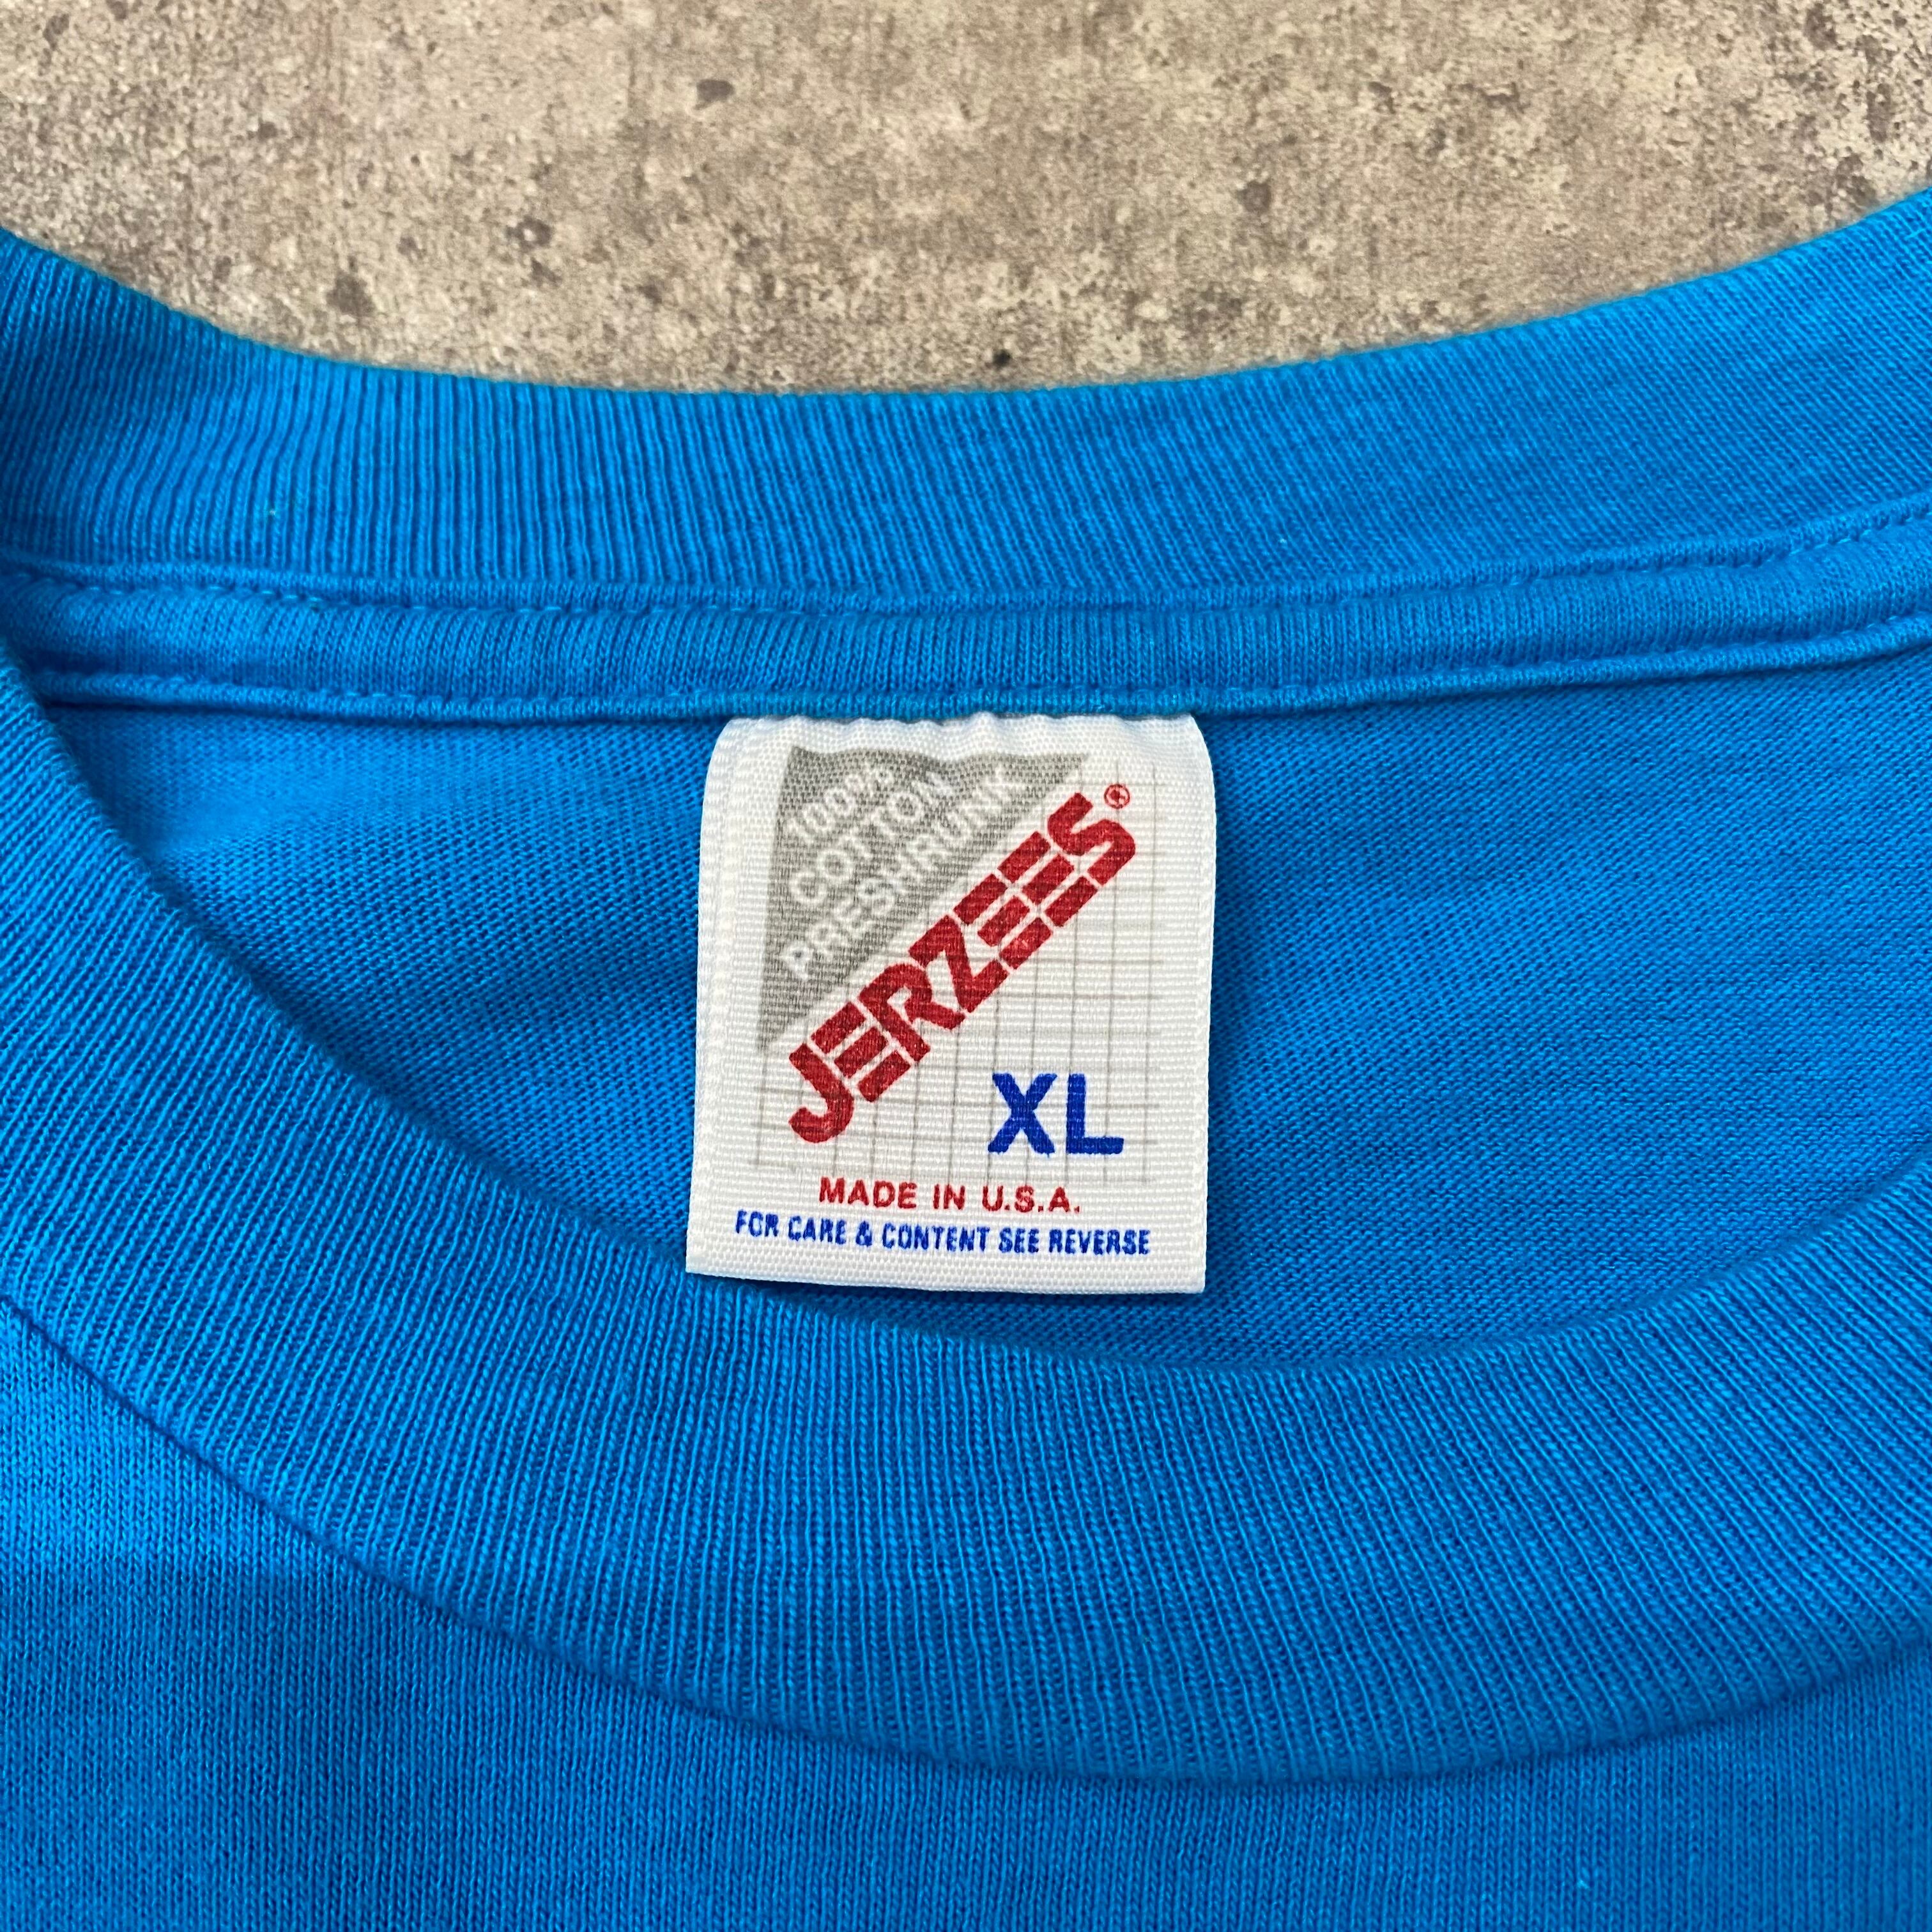 100%
COTTON
PRESHRUNK
JERZEES®
XL
MADE IN U.S.A.
FOR CARE & CONTENT SEE REVERSE